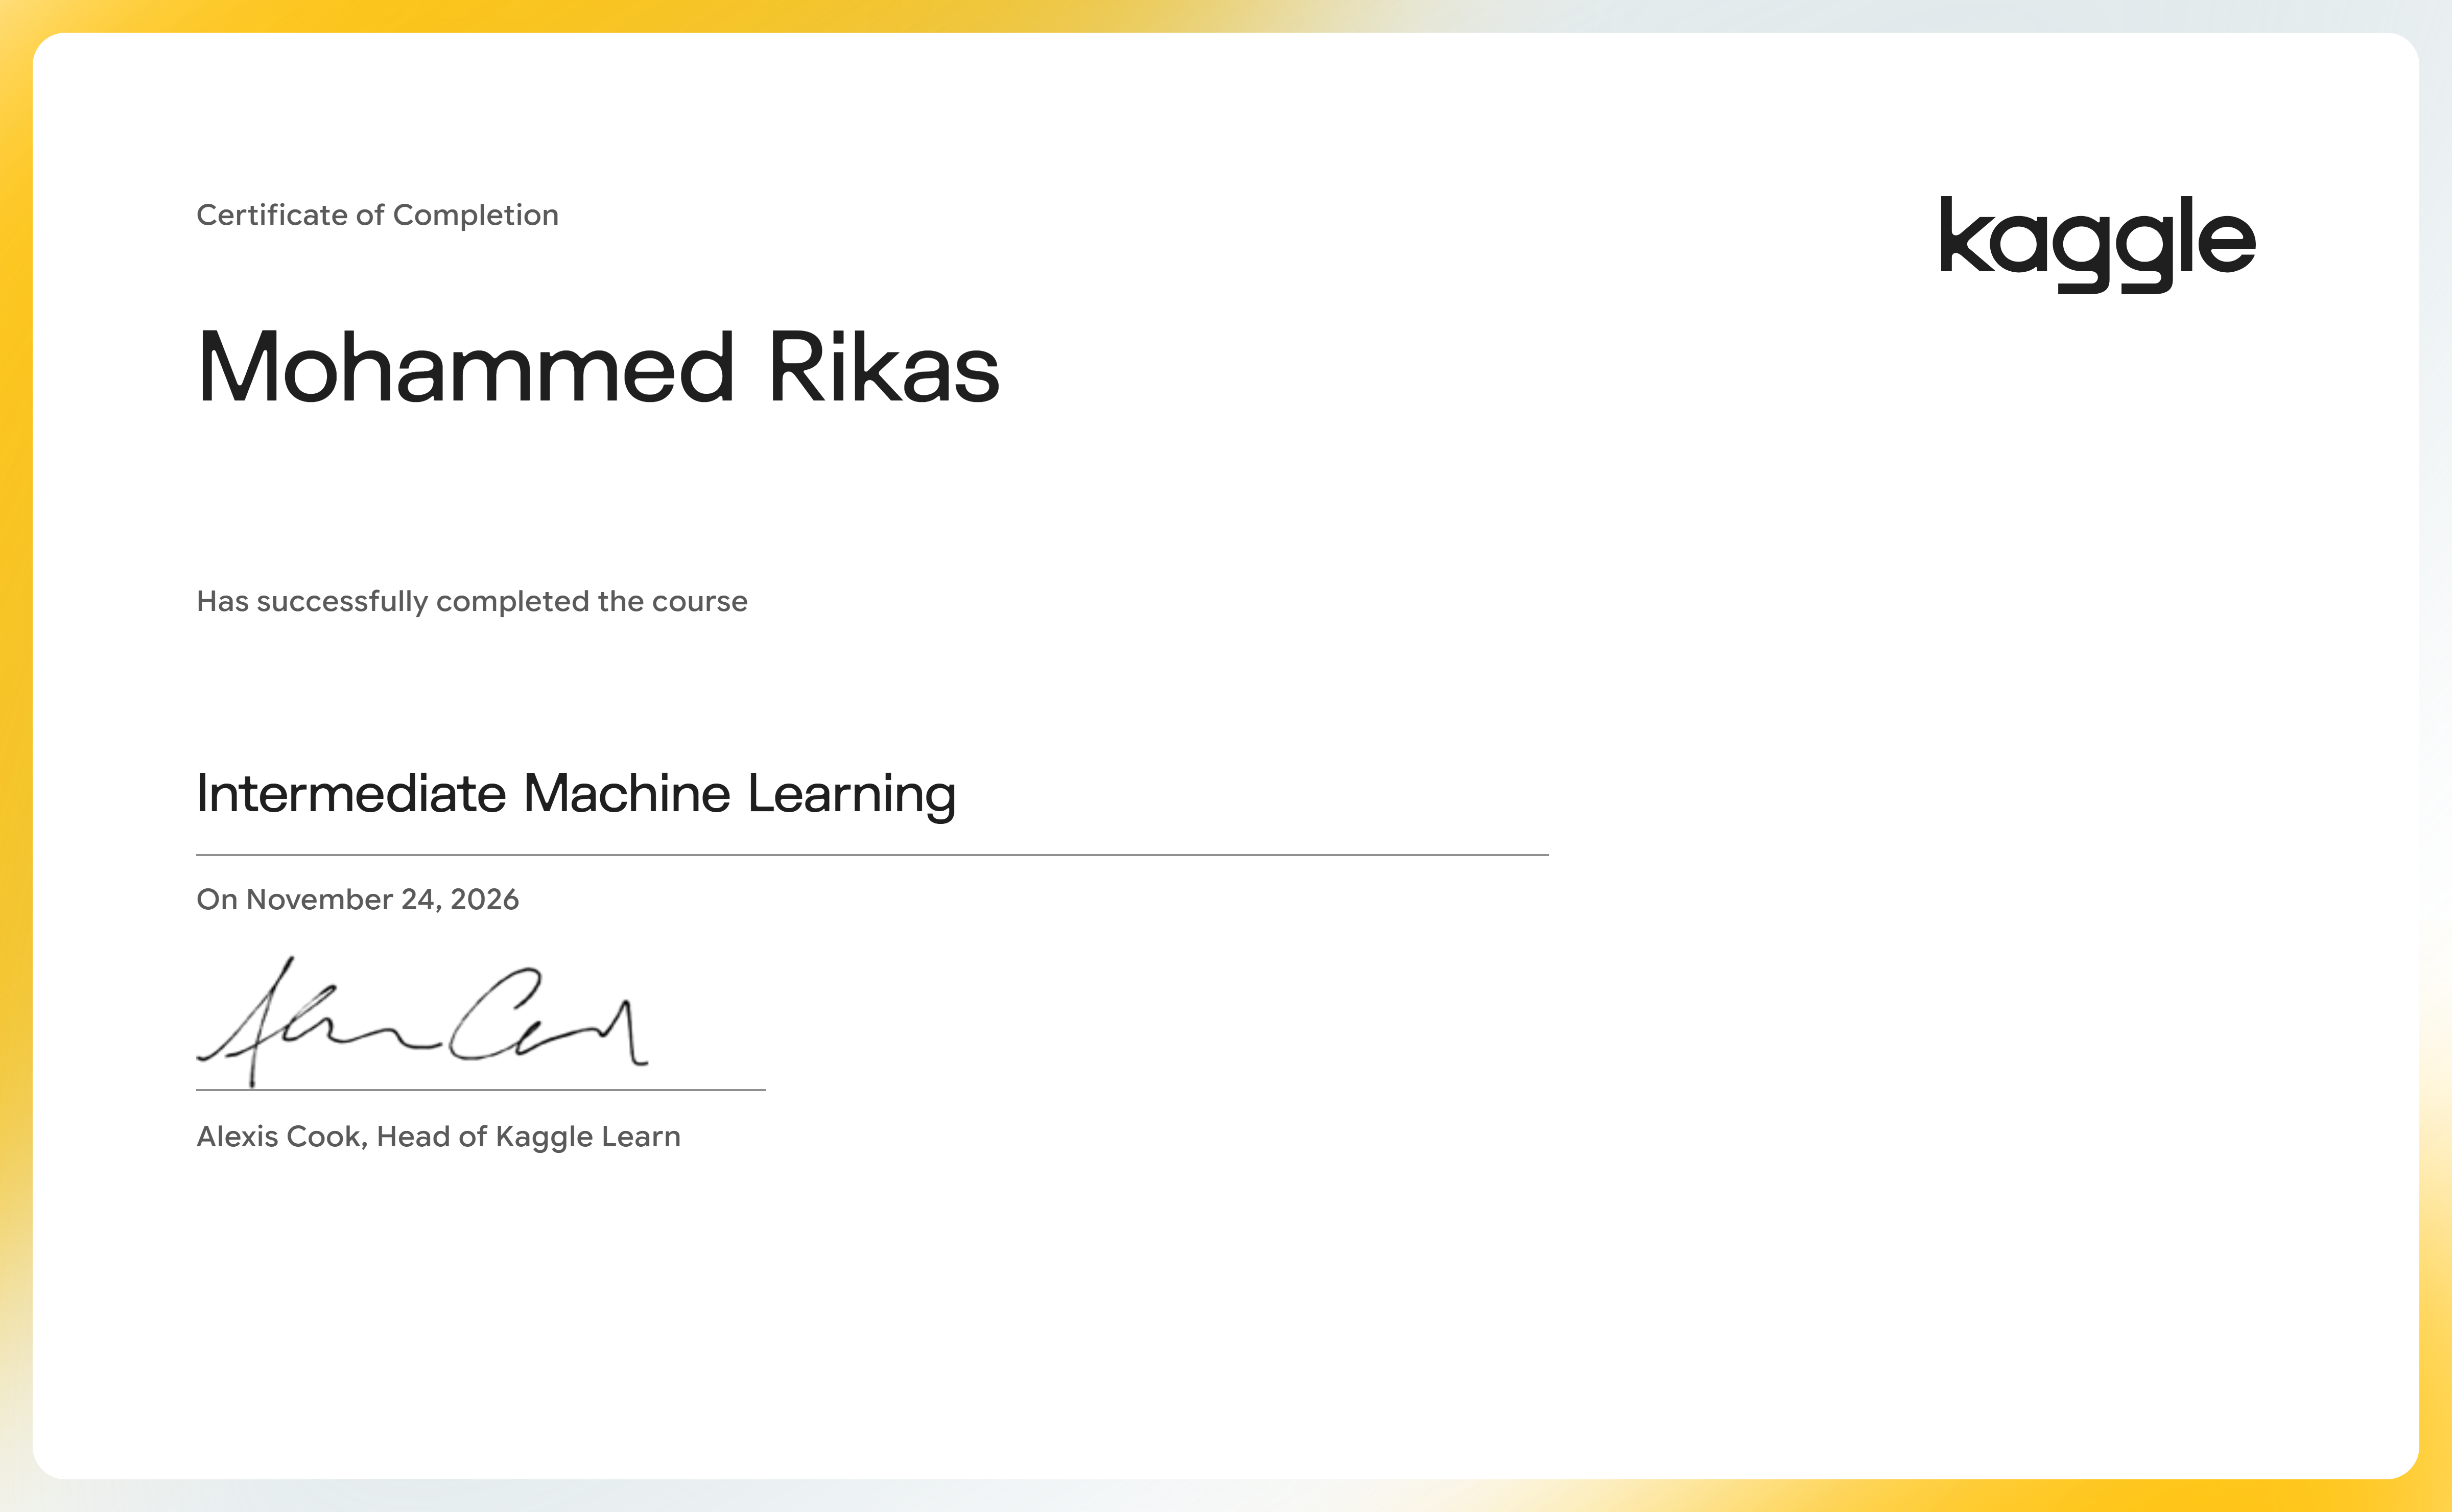 Certificate of Completion
kaggle
Mohammed Rikas
Has successfully completed the course
Intermediate Machine Learning
On November 24, 2026
Alexis Cook, Head of Kaggle Learn